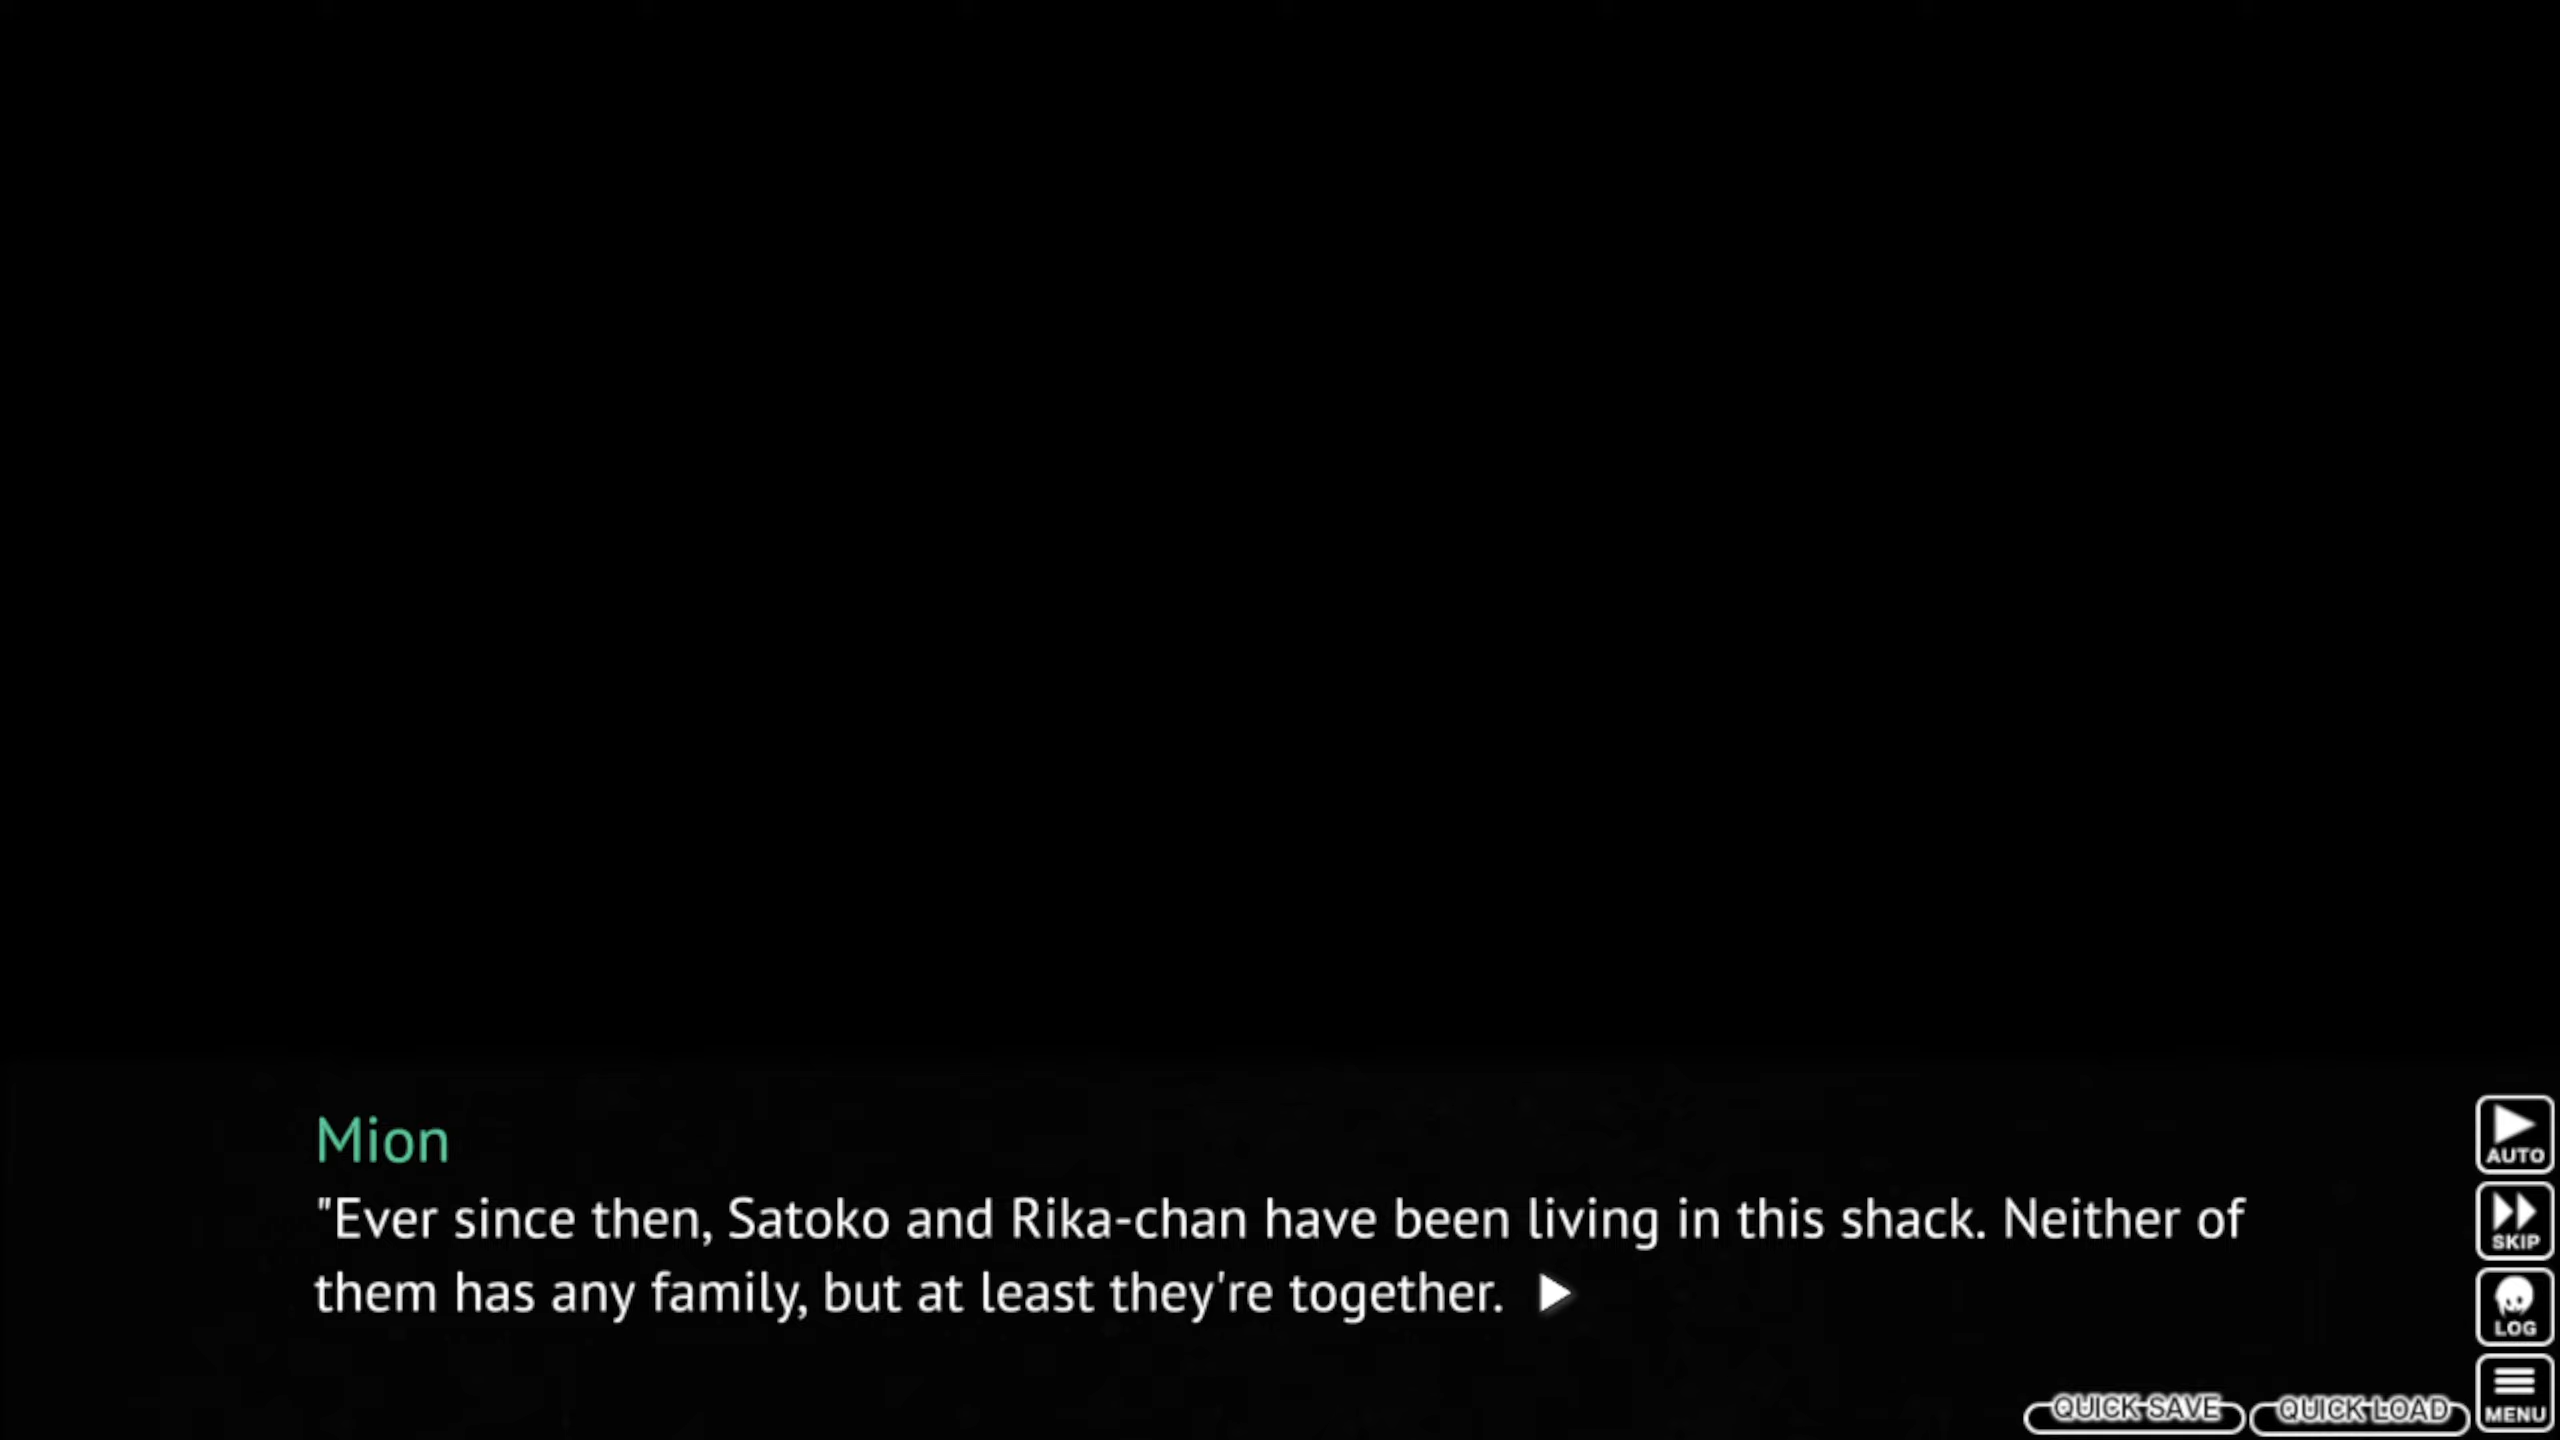 Mion
"Ever since then, Satoko and Rika-chan have been living in this shack. Neither of
them has any family, but at least they're together.
AUTO
SKIP
LOG
MENU
QUICK SAVE
QUICK LOAD